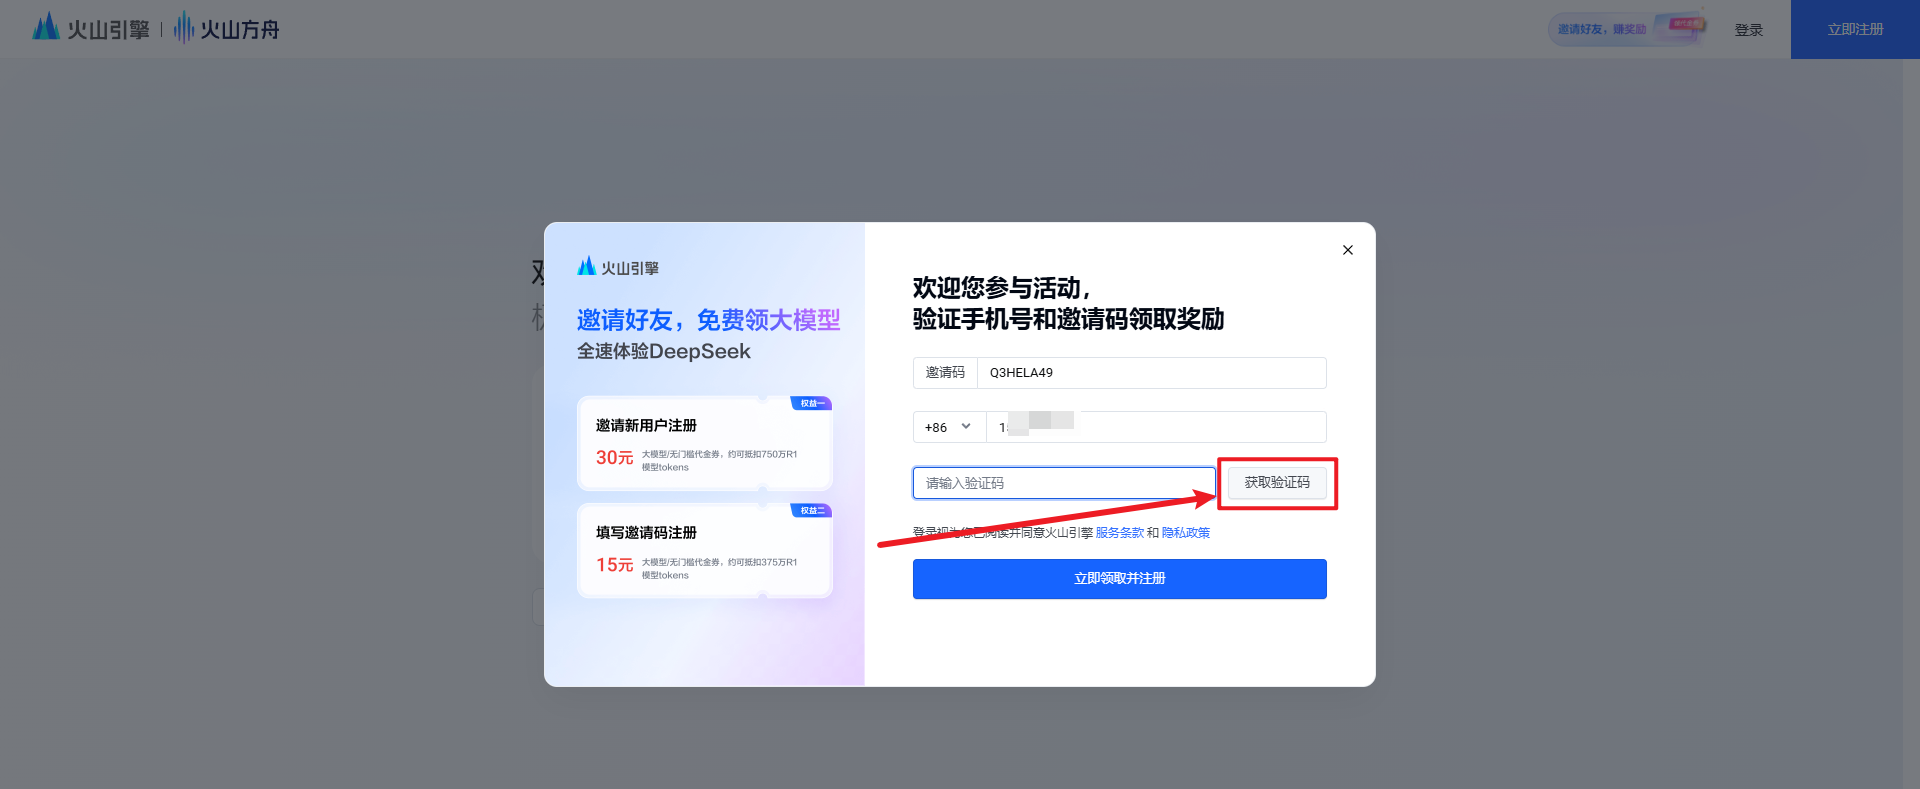 火山引擎 | 火山方舟
邀请好友，赚奖励
登录
立即注册
火山引擎
邀请好友，免费领大模型
全速体验DeepSeek
权益一
邀请新用户注册
30元
大模型/无门槛代金券，约可抵扣750万R1
模型tokens
权益二
填写邀请码注册
15元
大模型/无门槛代金券，约可抵扣375万R1
模型tokens
欢迎您参与活动，
验证手机号和邀请码领取奖励
邀请码 Q3HELA49
+86
请输入验证码
获取验证码
登录视为您已阅读并同意火山引擎 服务条款 和 隐私政策
立即领取并注册